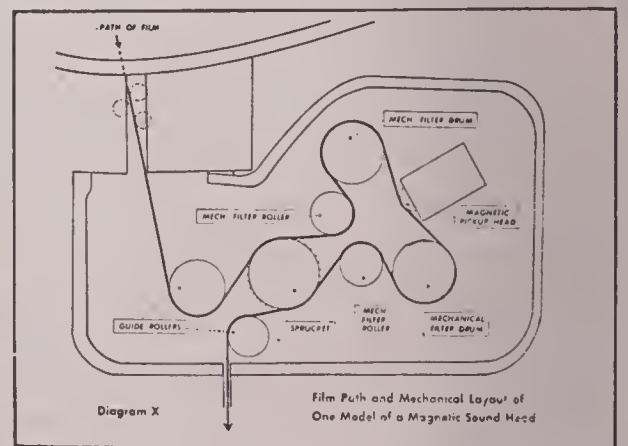 PATH OF FILM
MECH FILTER DRUM
MECH FILTER ROLLER
MAGNETIC
PICKUP HEAD
GUIDE ROLLERS
SPROCKET
MECH
FILTER
ROLLER
MECHANICAL
FILTER DRUM
Diagram X
Film Path and Mechanical Layout of
One Model of a Magnetic Sound Head